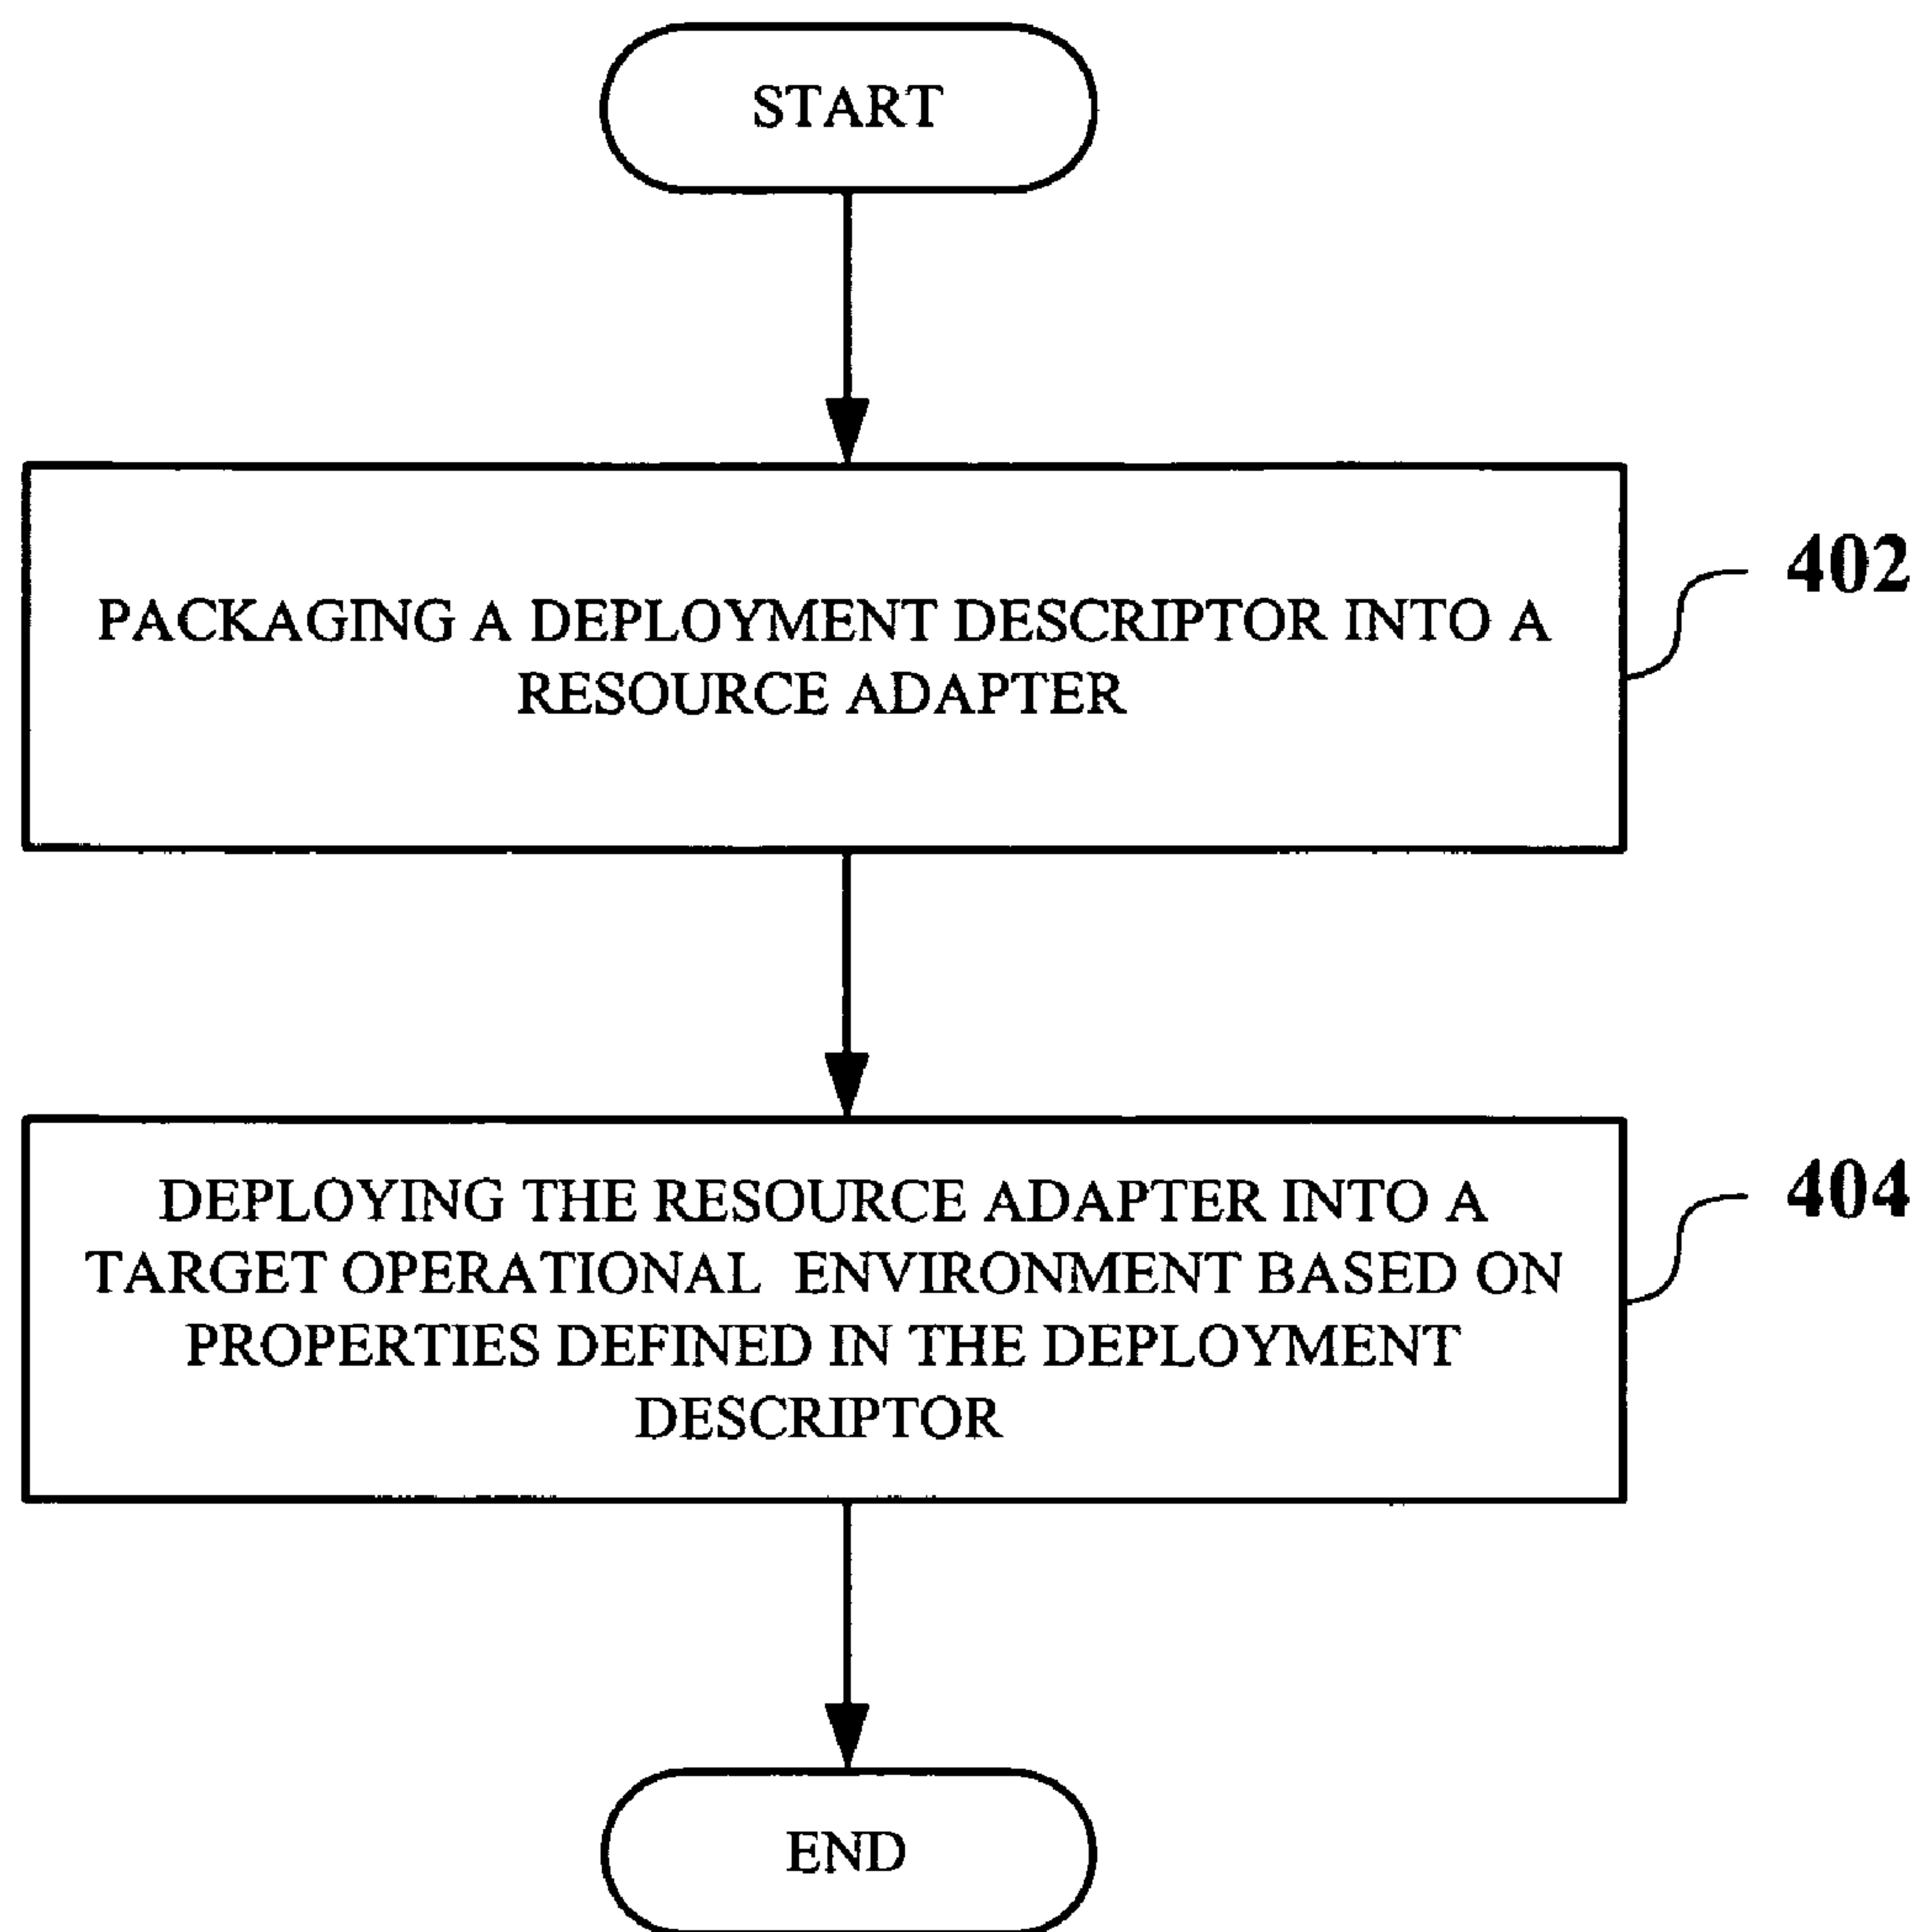 START
402
PACKAGING A DEPLOYMENT DESCRIPTOR INTO A
RESOURCE ADAPTER
404
DEPLOYING THE RESOURCE ADAPTER INTO A
TARGET OPERATIONAL ENVIRONMENT BASED ON
PROPERTIES DEFINED IN THE DEPLOYMENT
DESCRIPTOR
END